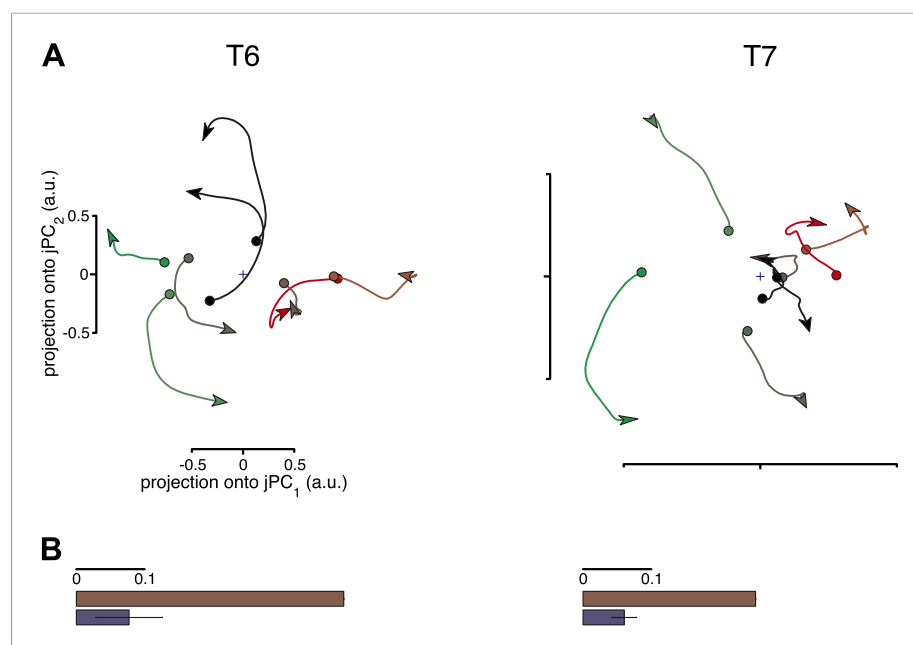 A
T6
T7
projection onto jPC2 (a.u.)
0.5
0
-0.5
-0.5 0 0.5
projection onto jPC1 (a.u.)
B
0 0.1
0 0.1